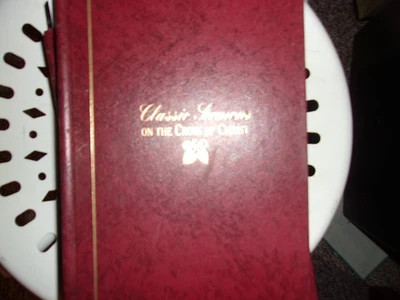 Classic Sermons
ON THE CROSS OF CHRIST